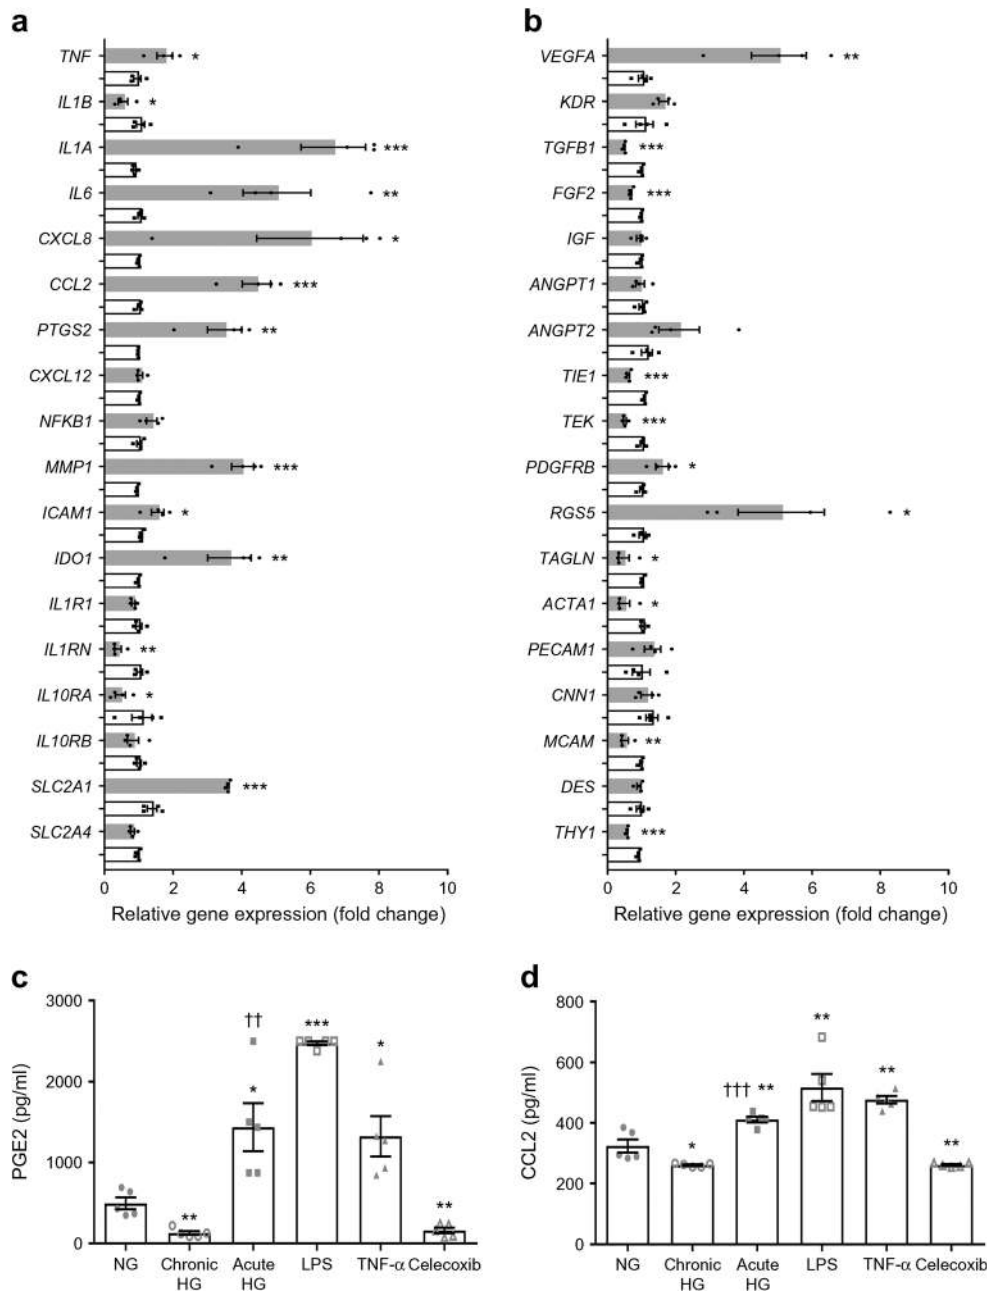 a
TNF
*
IL1B
*
IL1A
***
IL6
**
CXCL8
*
CCL2
***
PTGS2
**
CXCL12
NFKB1
MMP1
***
ICAM1
*
IDO1
**
IL1R1
IL1RN
**
IL10RA
*
IL10RB
SLC2A1
***
SLC2A4
0 2 4 6 8 10
Relative gene expression (fold change)
b
VEGFA
**
KDR
TGFB1
***
FGF2
***
IGF
ANGPT1
ANGPT2
TIE1
***
TEK
***
PDGFRB
*
RGS5
*
TAGLN
*
ACTA1
*
PECAM1
CNN1
MCAM
**
DES
THY1
***
0 2 4 6 8 10
Relative gene expression (fold change)
c
PGE2 (pg/ml)
3000
2000
1000
0
**
††
*
***
*
**
NG Chronic HG Acute HG LPS TNF-α Celecoxib
d
CCL2 (pg/ml)
800
600
400
200
0
*
††† **
**
**
**
NG Chronic HG Acute HG LPS TNF-α Celecoxib